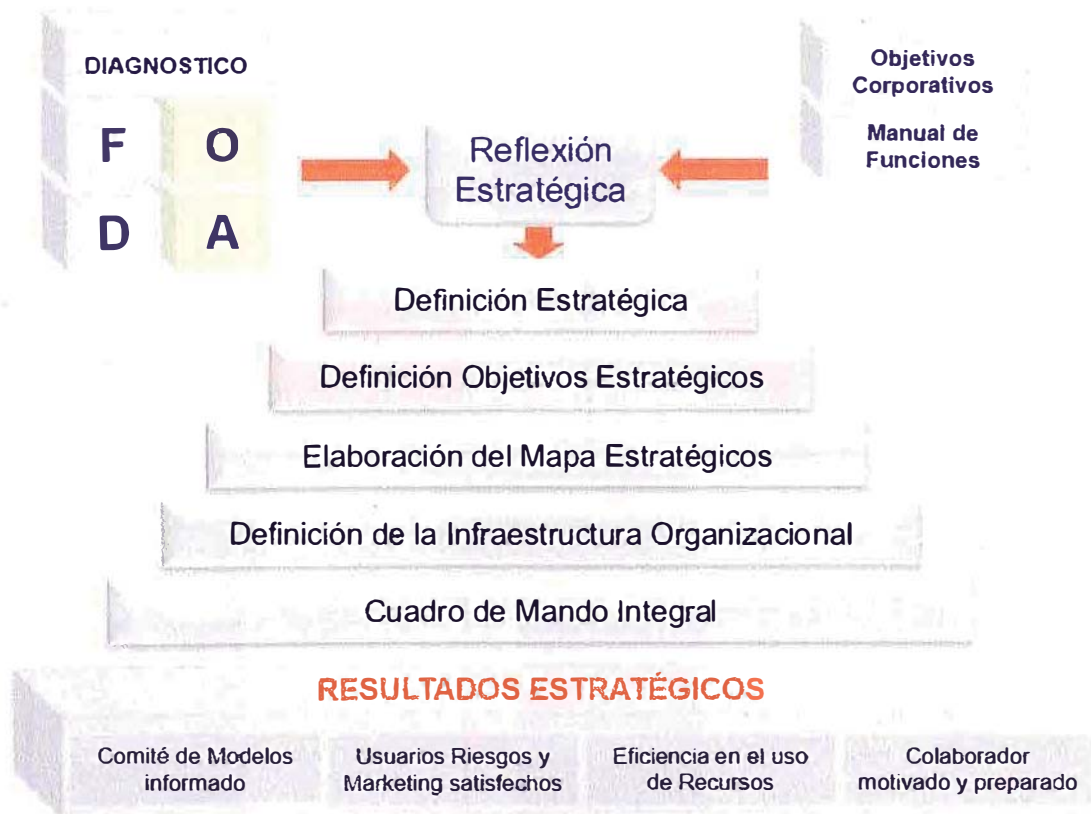 DIAGNOSTICO
F O
D A
Reflexión
Estratégica
Objetivos
Corporativos
Manual de
Funciones
Definición Estratégica
Definición Objetivos Estratégicos
Elaboración del Mapa Estratégicos
Definición de la Infraestructura Organizacional
Cuadro de Mando Integral
RESULTADOS ESTRATÉGICOS
Comité de Modelos
informado
Usuarios Riesgos y
Marketing satisfechos
Eficiencia en el uso
de Recursos
Colaborador
motivado y preparado